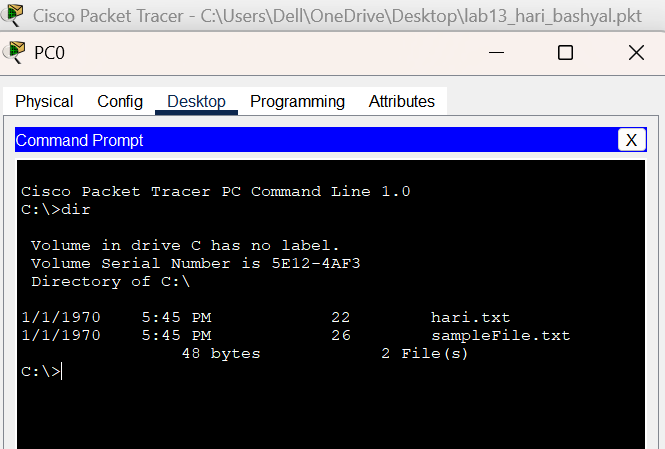 Cisco Packet Tracer - C:\Users\Dell\OneDrive\Desktop\lab13_hari_bashyal.pkt
PC0
Physical Config Desktop Programming Attributes
Command Prompt X
Cisco Packet Tracer PC Command Line 1.0
C:\>dir
Volume in drive C has no label.
Volume Serial Number is 5E12-4AF3
Directory of C:\
1/1/1970 5:45 PM 22 hari.txt
1/1/1970 5:45 PM 26 sampleFile.txt
48 bytes 2 File(s)
C:\>